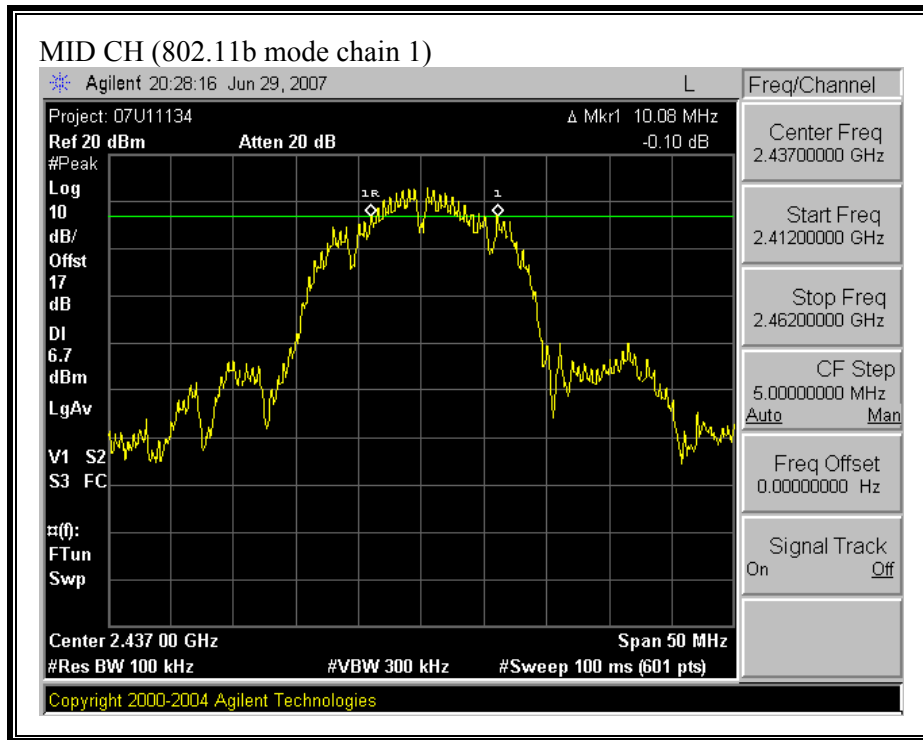 MID CH (802.11b mode chain 1)
Agilent 20:28:16 Jun 29, 2007 L
Freq/Channel
Project: 07U11134 Δ Mkr1 10.08 MHz
Ref 20 dBm Atten 20 dB -0.10 dB
#Peak
Log
10
dB/
Offst
17
dB
DI
6.7
dBm
LgAv
V1 S2
S3 FC
¤(f):
FTun
Swp
1R 1
Center 2.437 00 GHz Span 50 MHz
#Res BW 100 kHz #VBW 300 kHz #Sweep 100 ms (601 pts)
Copyright 2000-2004 Agilent Technologies
Center Freq
2.43700000 GHz
Start Freq
2.41200000 GHz
Stop Freq
2.46200000 GHz
CF Step
5.00000000 MHz
Auto Man
Freq Offset
0.00000000 Hz
Signal Track
On Off